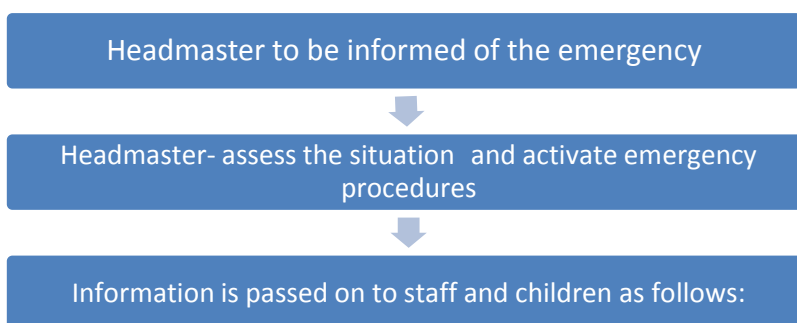 Headmaster to be informed of the emergency
Headmaster- assess the situation  and activate emergency
procedures
Information is passed on to staff and children as follows: